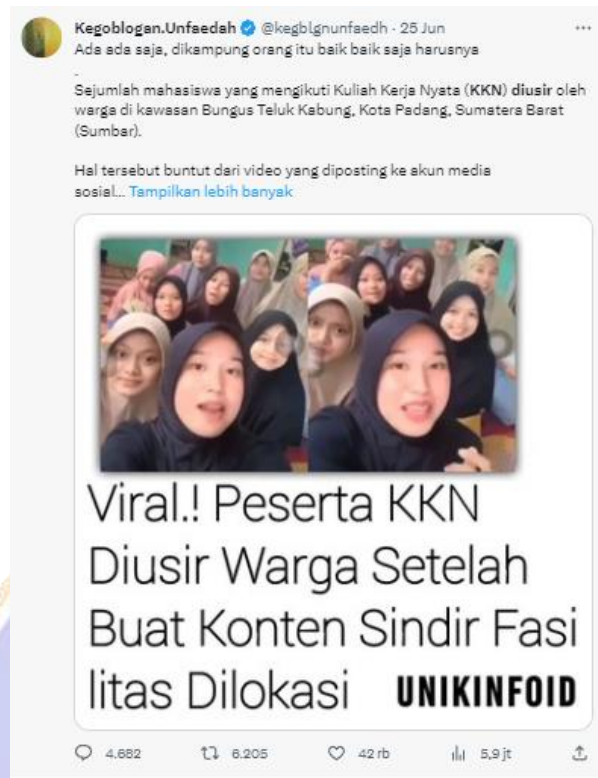 Kegoblogan.Unfaedah @kegblgnunfaedh · 25 Jun
Ada ada saja, dikampung orang itu baik baik saja harusnya
.
Sejumlah mahasiswa yang mengikuti Kuliah Kerja Nyata (KKN) diusir oleh
warga di kawasan Bungus Teluk Kabung, Kota Padang, Sumatera Barat
(Sumbar).
Hal tersebut buntut dari video yang diposting ke akun media
sosial... Tampilkan lebih banyak
Viral.! Peserta KKN
Diusir Warga Setelah
Buat Konten Sindir Fasi
litas Dilokasi UNIKINFOID
4.682 6.205 42 rb 5,9 jt